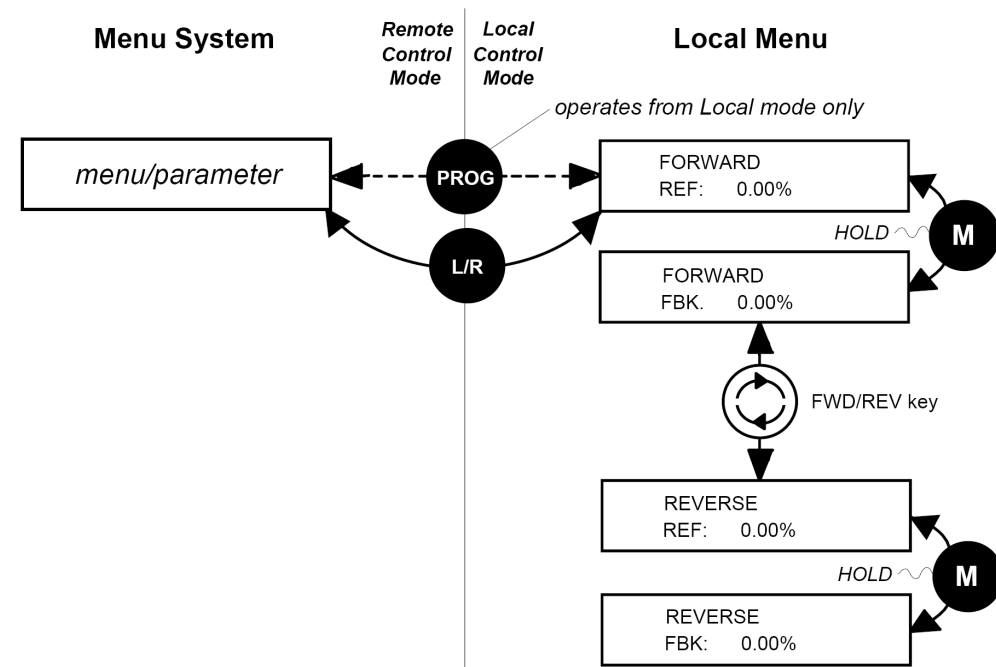 Menu System
Remote
Control
Mode
Local
Control
Mode
Local Menu
operates from Local mode only
menu/parameter
PROG
FORWARD
REF: 0.00%
HOLD
M
L/R
FORWARD
FBK. 0.00%
FWD/REV key
REVERSE
REF: 0.00%
HOLD
M
REVERSE
FBK: 0.00%